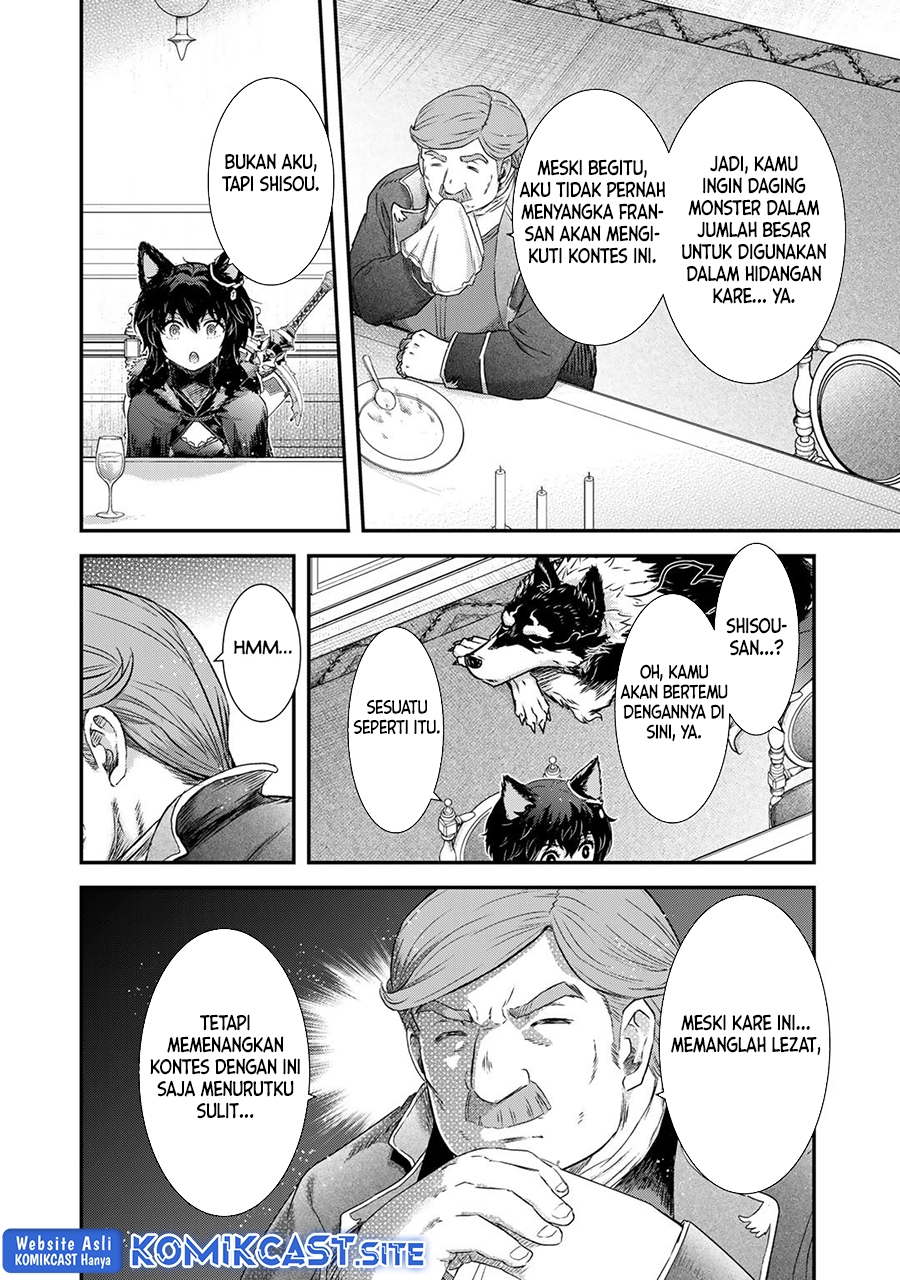 JADI, KAMU
INGIN DAGING
MONSTER DALAM
JUMLAH BESAR
UNTUK DIGUNAKAN
DALAM HIDANGAN
KARE... YA.
MESKI BEGITU,
AKU TIDAK PERNAH
MENYANGKA FRAN-
SAN AKAN MENGI-
KUTI KONTES INI.
BUKAN AKU,
TAPI SHISOU.
SHISOU-
SAN...?
OH, KAMU
AKAN BERTEMU
DENGANNYA DI
SINI, YA.
SESUATU
SEPERTI ITU.
HMM...
MESKI KARE INI...
MEMANGLAH LEZAT,
TETAPI
MEMENANGKAN
KONTES DENGAN INI
SAJA MENURUTKU
SULIT...
Website Asli
KOMIKCAST Hanya
KOMIKCAST.SITE